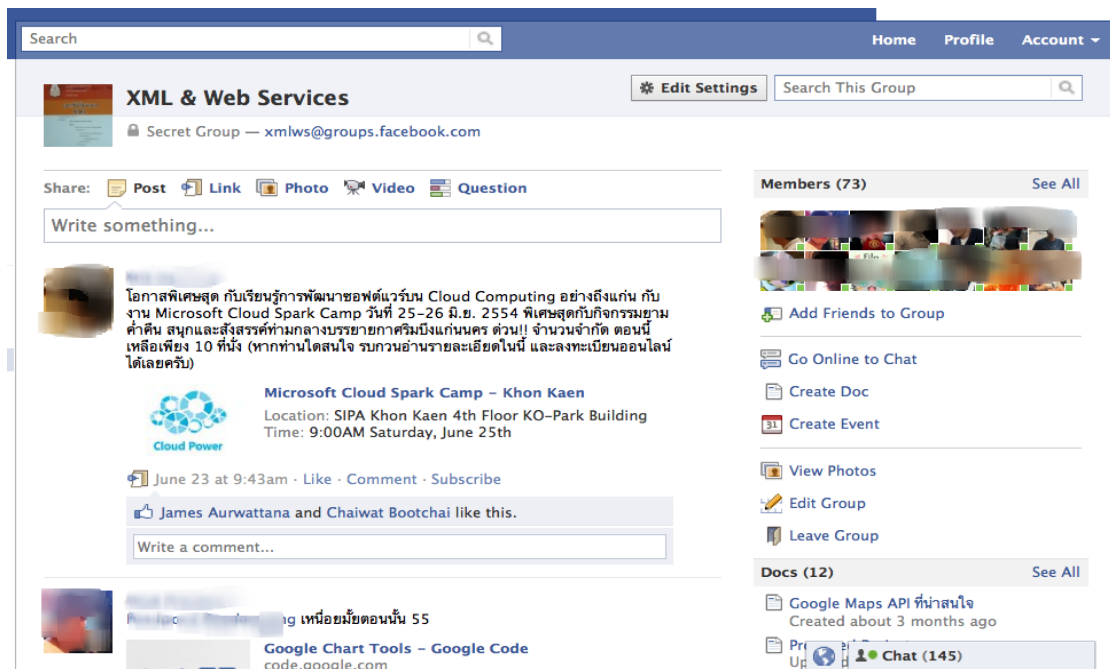 Search
Home Profile Account
XML & Web Services
Edit Settings
Search This Group
Secret Group — xmlws@groups.facebook.com
Share: Post Link Photo Video Question
Write something...
โอกาสพิเศษสุด กับเรียนรู้การพัฒนาซอฟต์แวร์บน Cloud Computing อย่างถึงแก่น กับ
งาน Microsoft Cloud Spark Camp วันที่ 25-26 มิ.ย. 2554 พิเศษสุดกับกิจกรรมยาม
ค่ำคืน สนุกและสังสรรค์ท่ามกลางบรรยายกาศริมบึงแก่นนคร ด่วน!! จำนวนจำกัด ตอนนี้
เหลือเพียง 10 ที่นั่ง (หากท่านใดสนใจ รบกวนอ่านรายละเอียดในนี้ และลงทะเบียนออนไลน์
ได้เลยครับ)
Cloud Power
Microsoft Cloud Spark Camp – Khon Kaen
Location: SIPA Khon Kaen 4th Floor KO-Park Building
Time: 9:00AM Saturday, June 25th
June 23 at 9:43am · Like · Comment · Subscribe
James Aurwattana and Chaiwat Bootchai like this.
Write a comment...
เหนื่อยมั้ยตอนนั้น 55
Google Chart Tools – Google Code
code.google.com
Members (73) See All
Add Friends to Group
Go Online to Chat
Create Doc
31 Create Event
View Photos
Edit Group
Leave Group
Docs (12) See All
Google Maps API ที่น่าสนใจ
Created about 3 months ago
Chat (145)